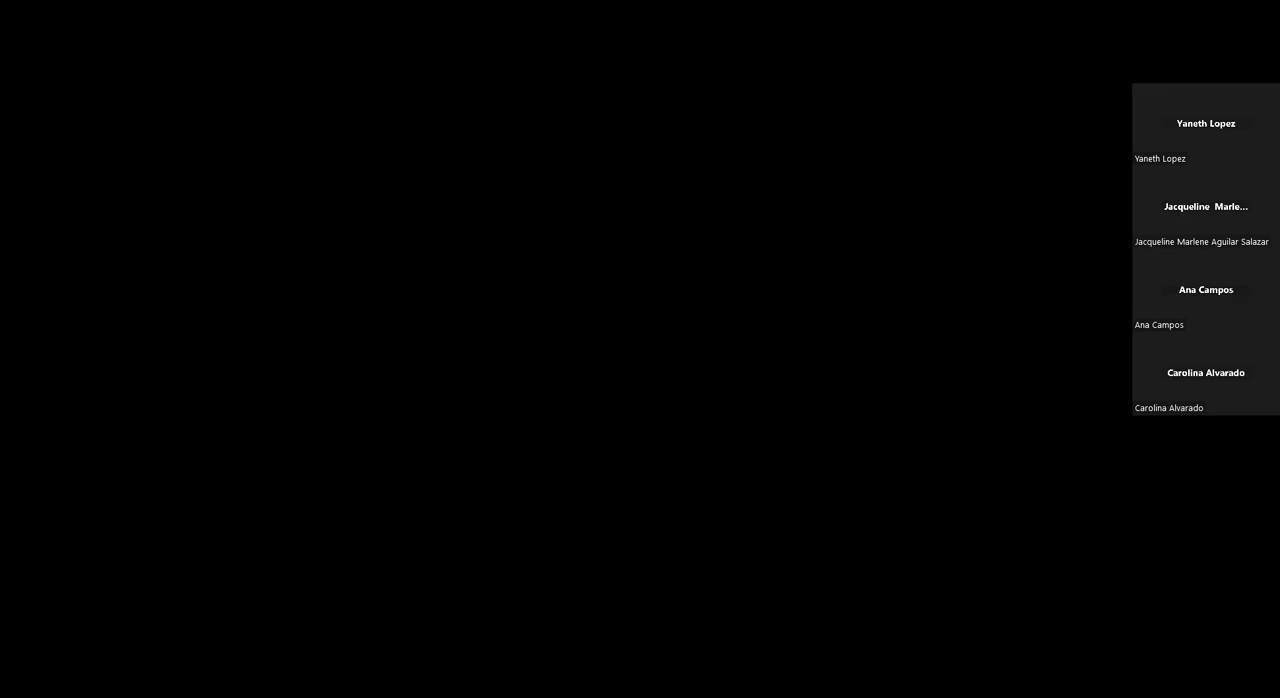 Yaneth Lopez
Yaneth Lopez
Jacqueline Marle...
Jacqueline Marlene Aguilar Salazar
Ana Campos
Ana Campos
Carolina Alvarado
Carolina Alvarado